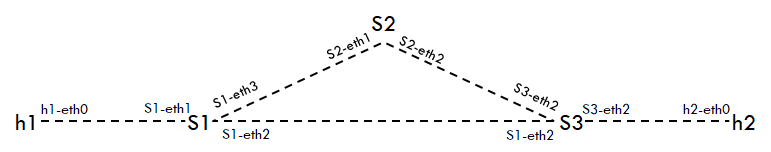 S2
S2-eth1
S2-eth2
S1-eth3
S3-eth2
h1
h1-eth0
S1-eth1
S1
S1-eth2
S1-eth2
S3
S3-eth2
h2-eth0
h2